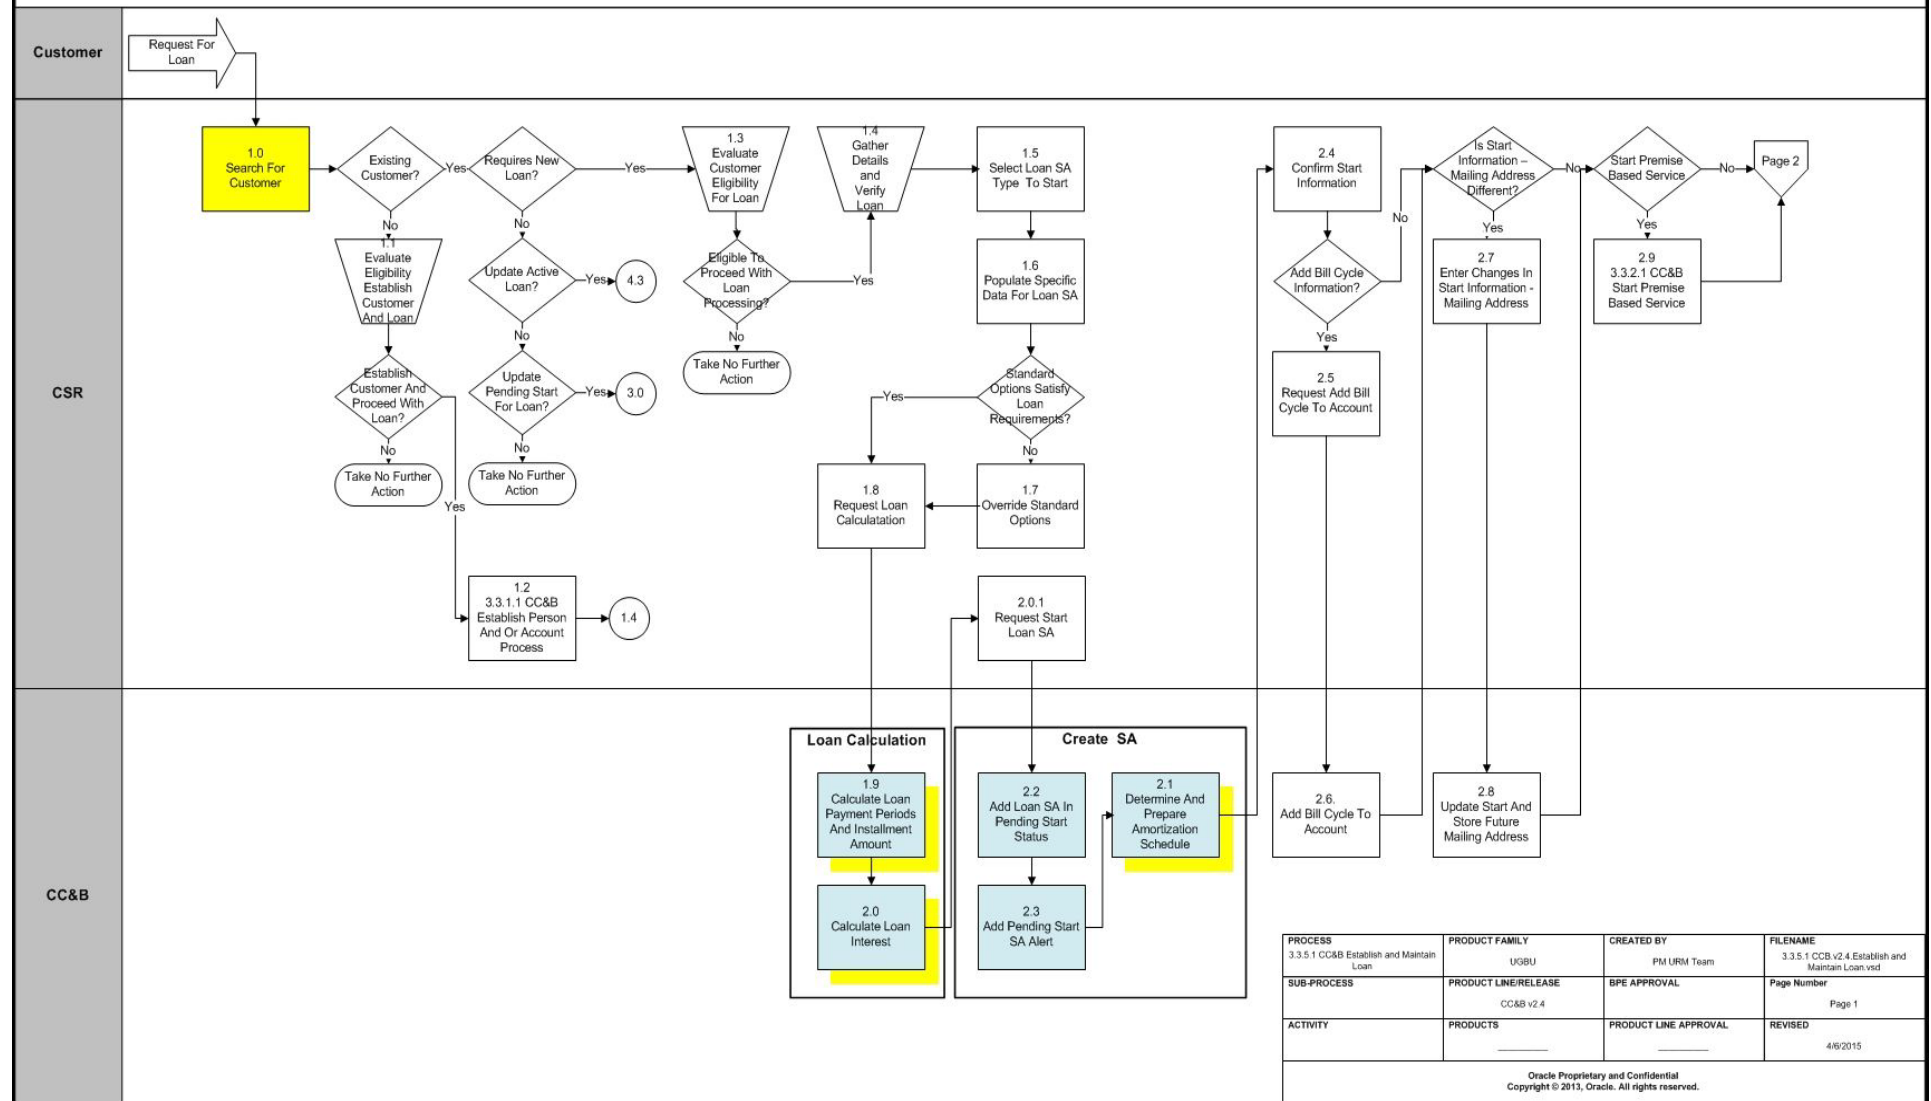 Customer
Request For
Loan
CSR
1.0
Search For
Customer
Existing
Customer?
Yes
No
1.1
Evaluate
Eligibility
Establish
Customer
And Loan
Establish
Customer And
Proceed With
Loan?
No
Take No Further
Action
Yes
1.2
3.3.1.1 CC&B
Establish Person
And Or Account
Process
1.4
Requires New
Loan?
Yes
No
Update Active
Loan?
Yes
4.3
No
Update
Pending Start
For Loan?
Yes
3.0
No
Take No Further
Action
1.3
Evaluate
Customer
Eligibility
For Loan
Eligible To
Proceed With
Loan
Processing?
Yes
No
Take No Further
Action
1.4
Gather
Details
and
Verify
Loan
1.5
Select Loan SA
Type To Start
1.6
Populate Specific
Data For Loan SA
Standard
Options Satisfy
Loan
Requirements?
Yes
No
1.7
Override Standard
Options
1.8
Request Loan
Calculatation
2.0.1
Request Start
Loan SA
2.4
Confirm Start
Information
Add Bill Cycle
Information?
No
Yes
2.5
Request Add Bill
Cycle To Account
Is Start
Information –
Mailing Address
Different?
No
Yes
2.7
Enter Changes In
Start Information -
Mailing Address
Start Premise
Based Service
No
Page 2
Yes
2.9
3.3.2.1 CC&B
Start Premise
Based Service
CC&B
Loan Calculation
1.9
Calculate Loan
Payment Periods
And Installment
Amount
2.0
Calculate Loan
Interest
Create SA
2.2
Add Loan SA In
Pending Start
Status
2.3
Add Pending Start
SA Alert
2.1
Determine And
Prepare
Amortization
Schedule
2.6.
Add Bill Cycle To
Account
2.8
Update Start And
Store Future
Mailing Address
PROCESS
3.3.5.1 CC&B Establish and Maintain
Loan
PRODUCT FAMILY
UGBU
CREATED BY
PM URM Team
FILENAME
3.3.5.1 CCB.v2.4.Establish and
Maintain Loan.vsd
SUB-PROCESS
PRODUCT LINE/RELEASE
CC&B v2.4
BPE APPROVAL
Page Number
Page 1
ACTIVITY
PRODUCTS
PRODUCT LINE APPROVAL
REVISED
4/6/2015
Oracle Proprietary and Confidential
Copyright © 2013, Oracle. All rights reserved.